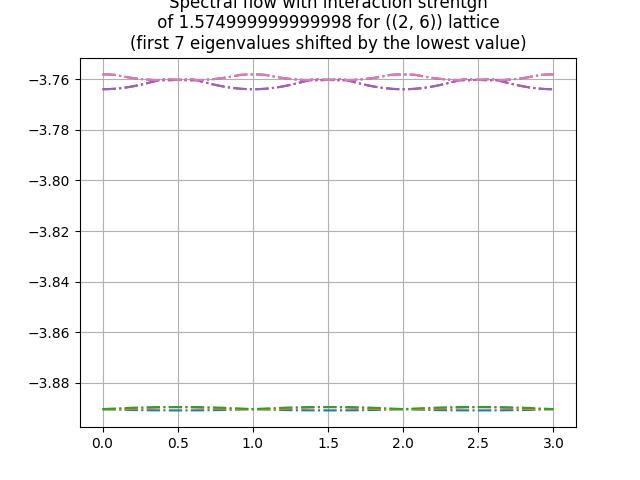 Spectral flow with interaction strentgh
of 1.574999999999998 for ((2, 6)) lattice
(first 7 eigenvalues shifted by the lowest value)
−3.76
−3.78
−3.80
−3.82
−3.84
−3.86
−3.88
0.0 0.5 1.0 1.5 2.0 2.5 3.0